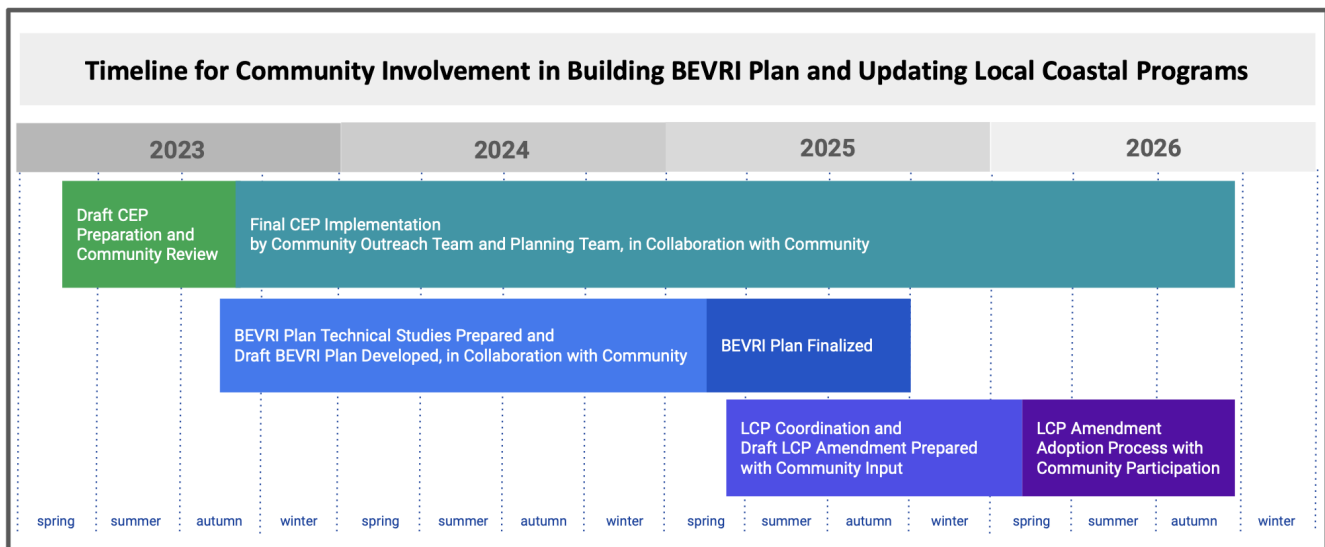 Timeline for Community Involvement in Building BEVRI Plan and Updating Local Coastal Programs
2023 2024 2025 2026
Draft CEP
Preparation and
Community Review
Final CEP Implementation
by Community Outreach Team and Planning Team, in Collaboration with Community
BEVRI Plan Technical Studies Prepared and
Draft BEVRI Plan Developed, in Collaboration with Community
BEVRI Plan Finalized
LCP Coordination and
Draft LCP Amendment Prepared
with Community Input
LCP Amendment
Adoption Process with
Community Participation
spring summer autumn winter spring summer autumn winter spring summer autumn winter spring summer autumn winter